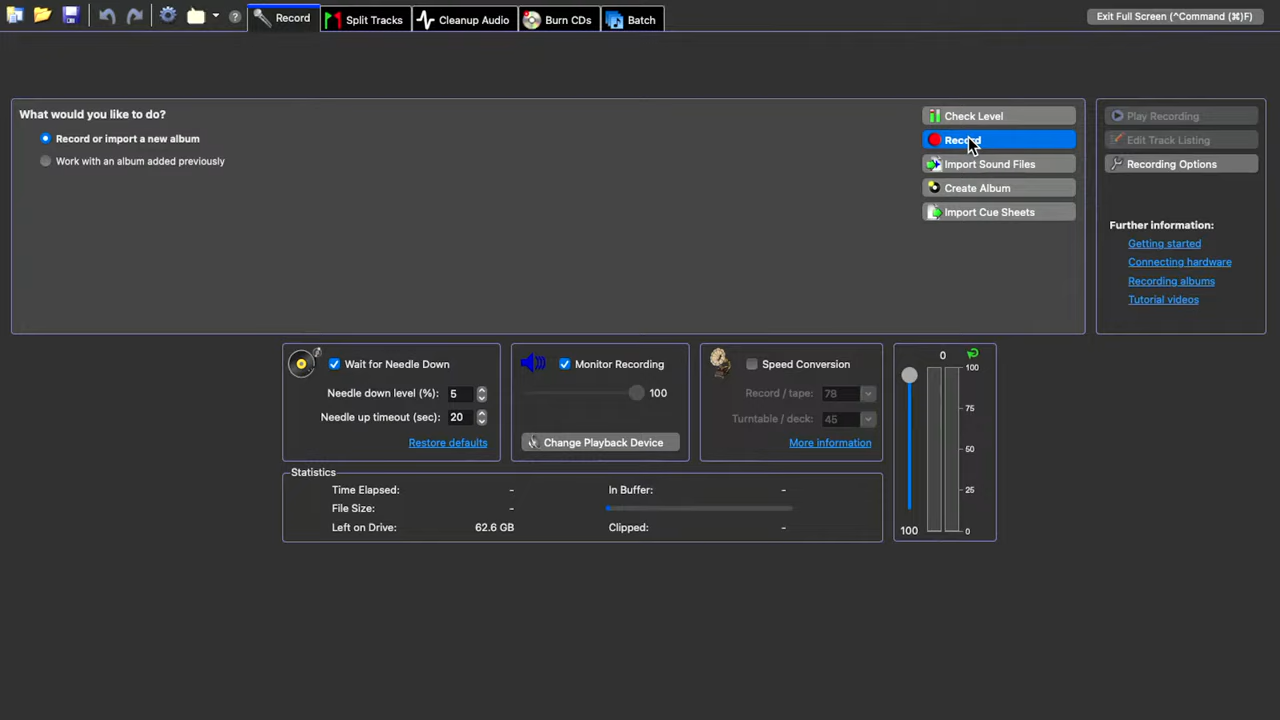 Record
Split Tracks
Cleanup Audio
Burn CDs
Batch
Exit Full Screen (^Command (⌘)F)
What would you like to do?
Record or import a new album
Work with an album added previously
Check Level
Record
Import Sound Files
Create Album
Import Cue Sheets
Play Recording
Edit Track Listing
Recording Options
Further information:
Getting started
Connecting hardware
Recording albums
Tutorial videos
Wait for Needle Down
Needle down level (%): 5
Needle up timeout (sec): 20
Restore defaults
Monitor Recording
100
Change Playback Device
Speed Conversion
Record / tape: 78
Turntable / deck: 45
More information
0
100
75
50
25
0
100
Statistics
Time Elapsed: -
File Size: -
Left on Drive: 62.6 GB
In Buffer: -
Clipped: -